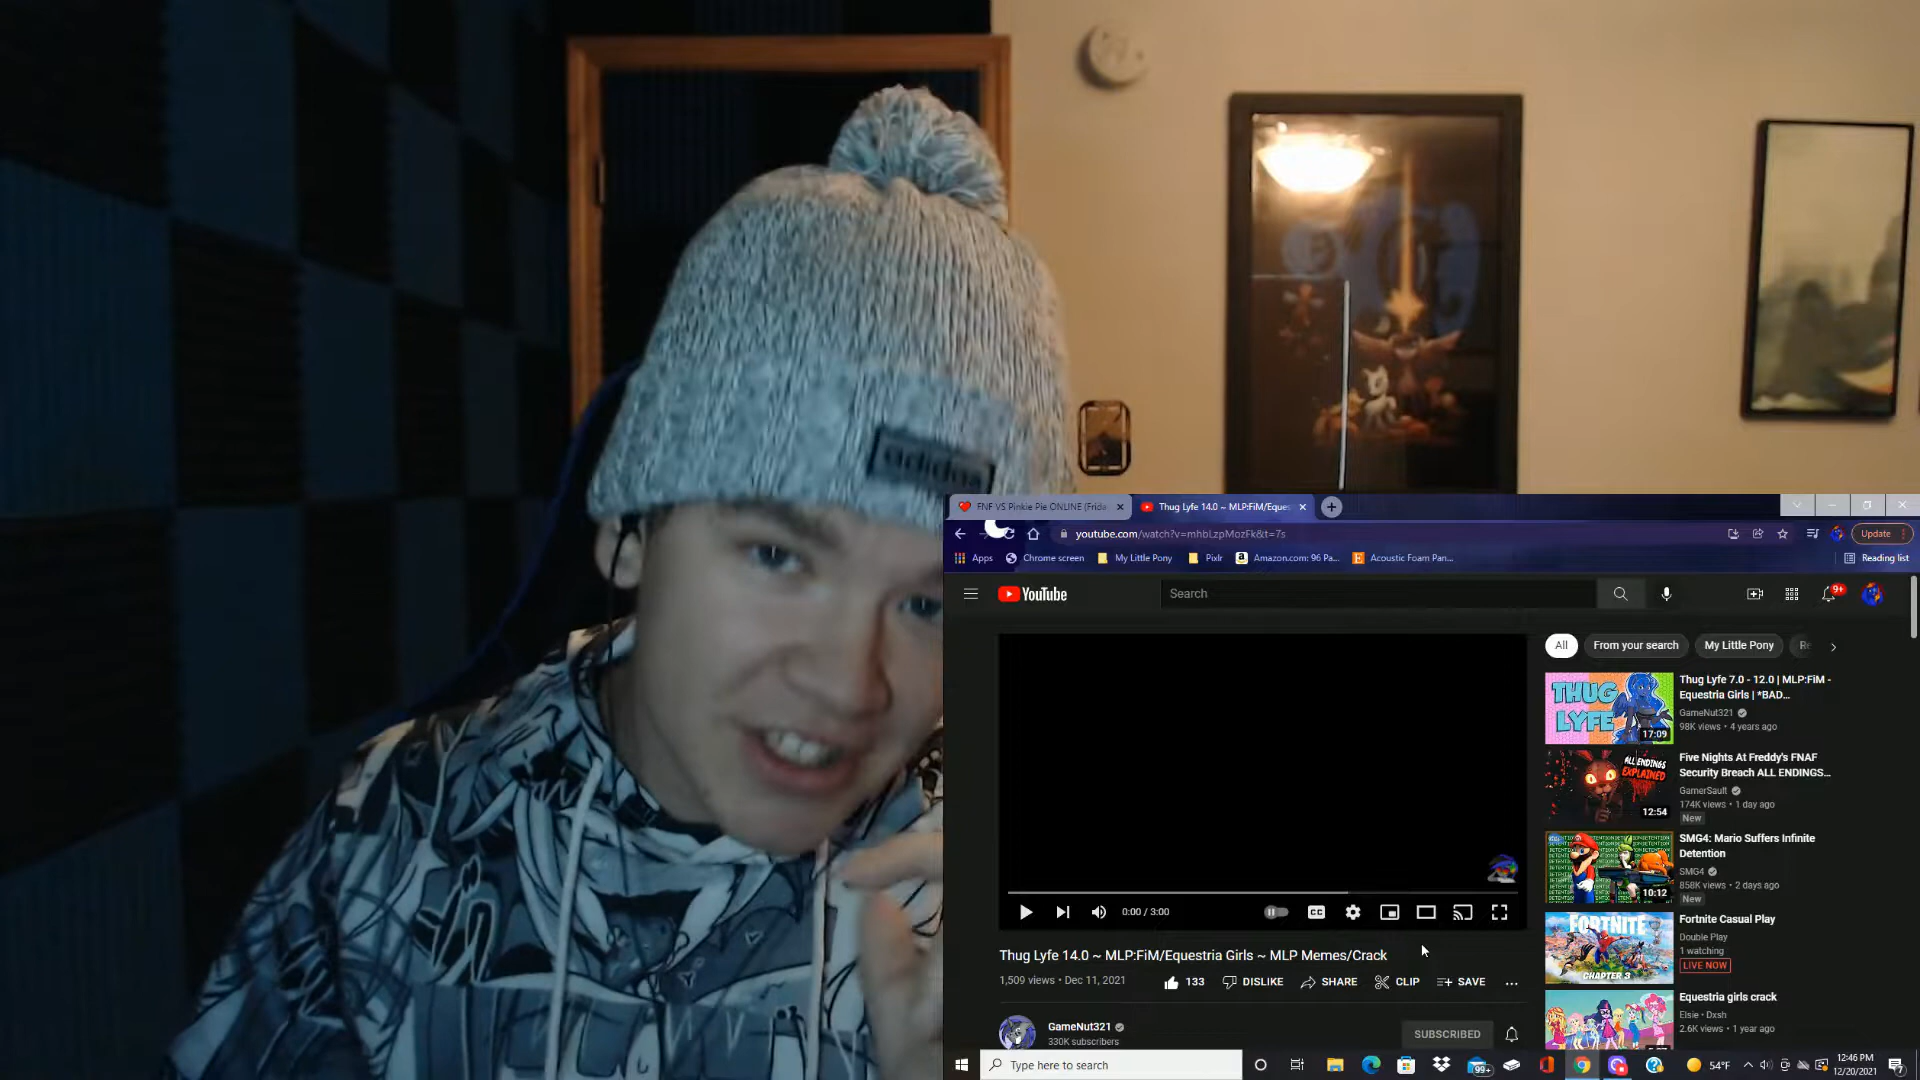 adidas
FNF VS Pinkie Pie ONLINE (Frida
Thug Lyfe 14.0 ~ MLP:FiM/Eques
youtube.com/watch?v=mhbLzpMozFk&t=7s
Update
Apps
Chrome screen
My Little Pony
Pixlr
Amazon.com: 96 Pa...
Acoustic Foam Pan...
Reading list
YouTube
Search
9+
All
From your search
My Little Pony
Re
THUG
LYFE
17:09
Thug Lyfe 7.0 - 12.0 | MLP:FiM -
Equestria Girls | *BAD...
GameNut321
98K views • 4 years ago
ALL ENDINGS
EXPLAINED
12:54
Five Nights At Freddy's FNAF
Security Breach ALL ENDINGS...
GamerSault
174K views • 1 day ago
New
10:12
SMG4: Mario Suffers Infinite
Detention
SMG4
858K views • 2 days ago
New
FORTNITE
CHAPTER 3
Fortnite Casual Play
Double Play
1 watching
LIVE NOW
Equestria girls crack
Elsie • Dxsh
2.6K views • 1 year ago
0:00 / 3:00
CC
Thug Lyfe 14.0 ~ MLP:FiM/Equestria Girls ~ MLP Memes/Crack
1,509 views • Dec 11, 2021
133
DISLIKE
SHARE
CLIP
SAVE
GameNut321
330K subscribers
SUBSCRIBED
Type here to search
99+
54°F
12:46 PM
12/20/2021
7